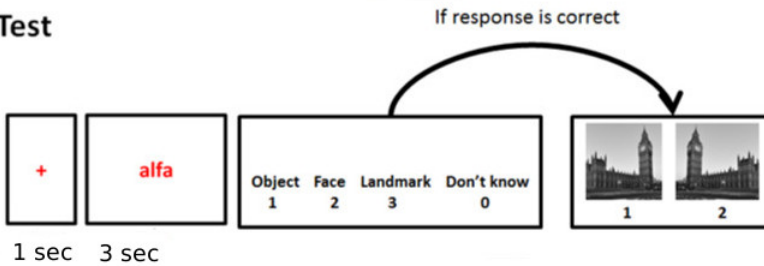 If response is correct
Test
+
alfa
Object Face Landmark Don't know
1 2 3 0
1 2
1 sec 3 sec